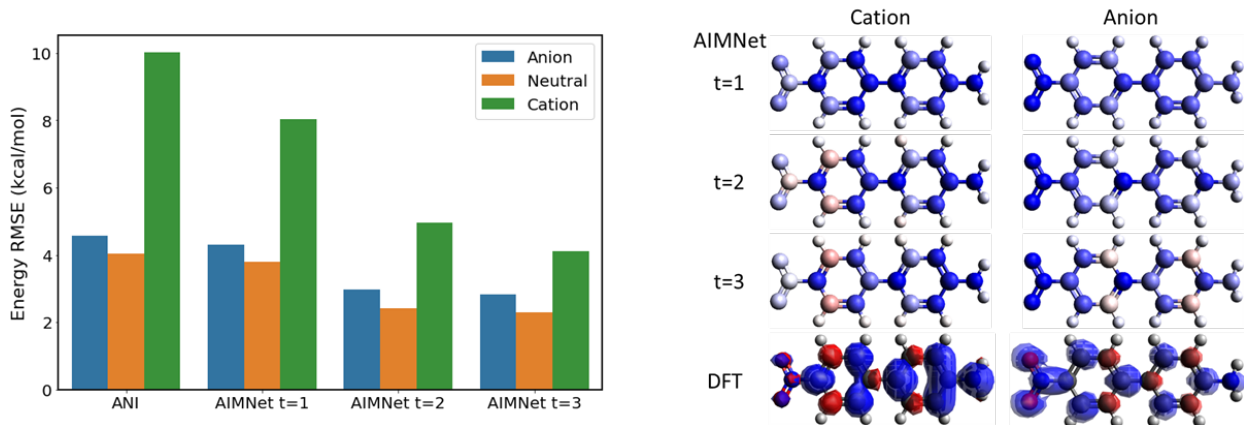 Energy RMSE (kcal/mol)
10
8
6
4
2
0
Anion
Neutral
Cation
ANI
AIMNet t=1
AIMNet t=2
AIMNet t=3
Cation
Anion
AIMNet
t=1
t=2
t=3
DFT